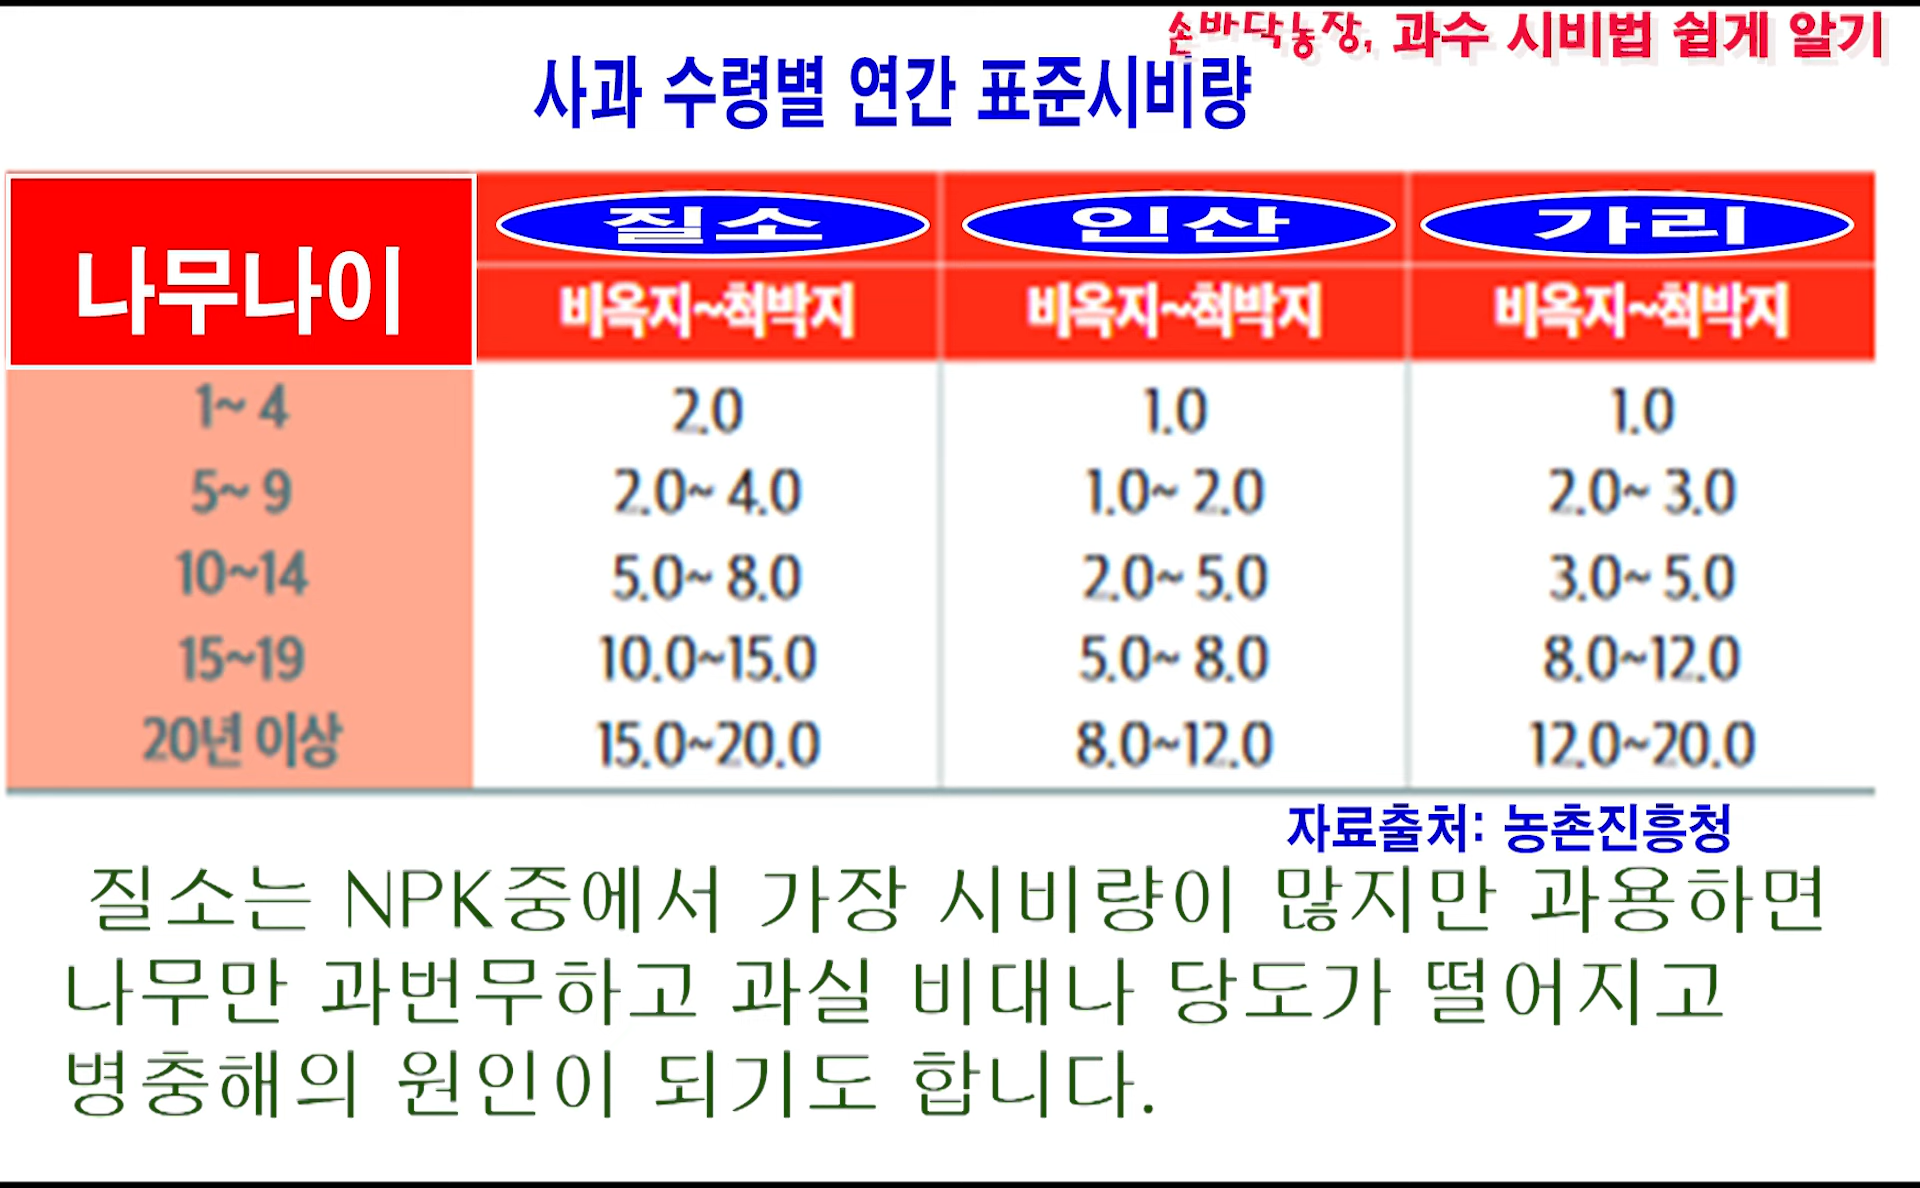 손바닥농장, 과수 시비법 쉽게 알기
사과 수령별 연간 표준시비량
나무나이 질소 인산 가리
비옥지~척박지 비옥지~척박지 비옥지~척박지
1~ 4 2.0 1.0 1.0
5~ 9 2.0~ 4.0 1.0~ 2.0 2.0~ 3.0
10~14 5.0~ 8.0 2.0~ 5.0 3.0~ 5.0
15~19 10.0~15.0 5.0~ 8.0 8.0~12.0
20년 이상 15.0~20.0 8.0~12.0 12.0~20.0
자료출처: 농촌진흥청
질소는 NPK중에서 가장 시비량이 많지만 과용하면
나무만 과번무하고 과실 비대나 당도가 떨어지고
병충해의 원인이 되기도 합니다.